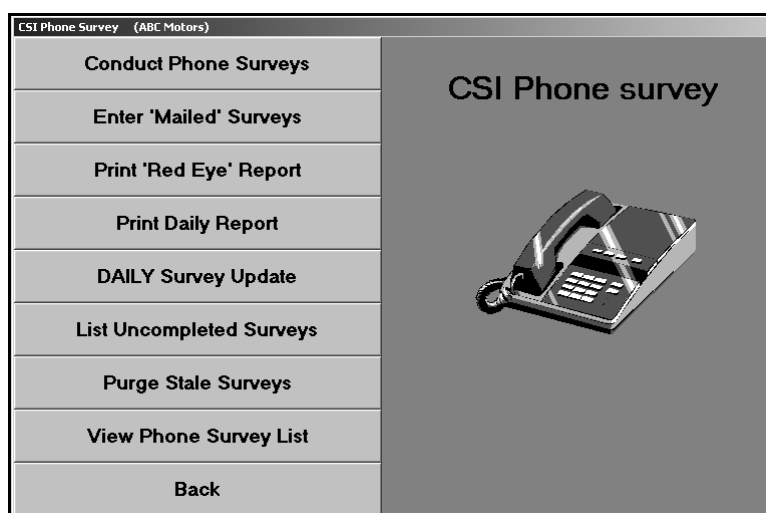 CSI Phone Survey (ABC Motors)
Conduct Phone Surveys
Enter 'Mailed' Surveys
Print 'Red Eye' Report
Print Daily Report
DAILY Survey Update
List Uncompleted Surveys
Purge Stale Surveys
View Phone Survey List
Back
CSI Phone survey